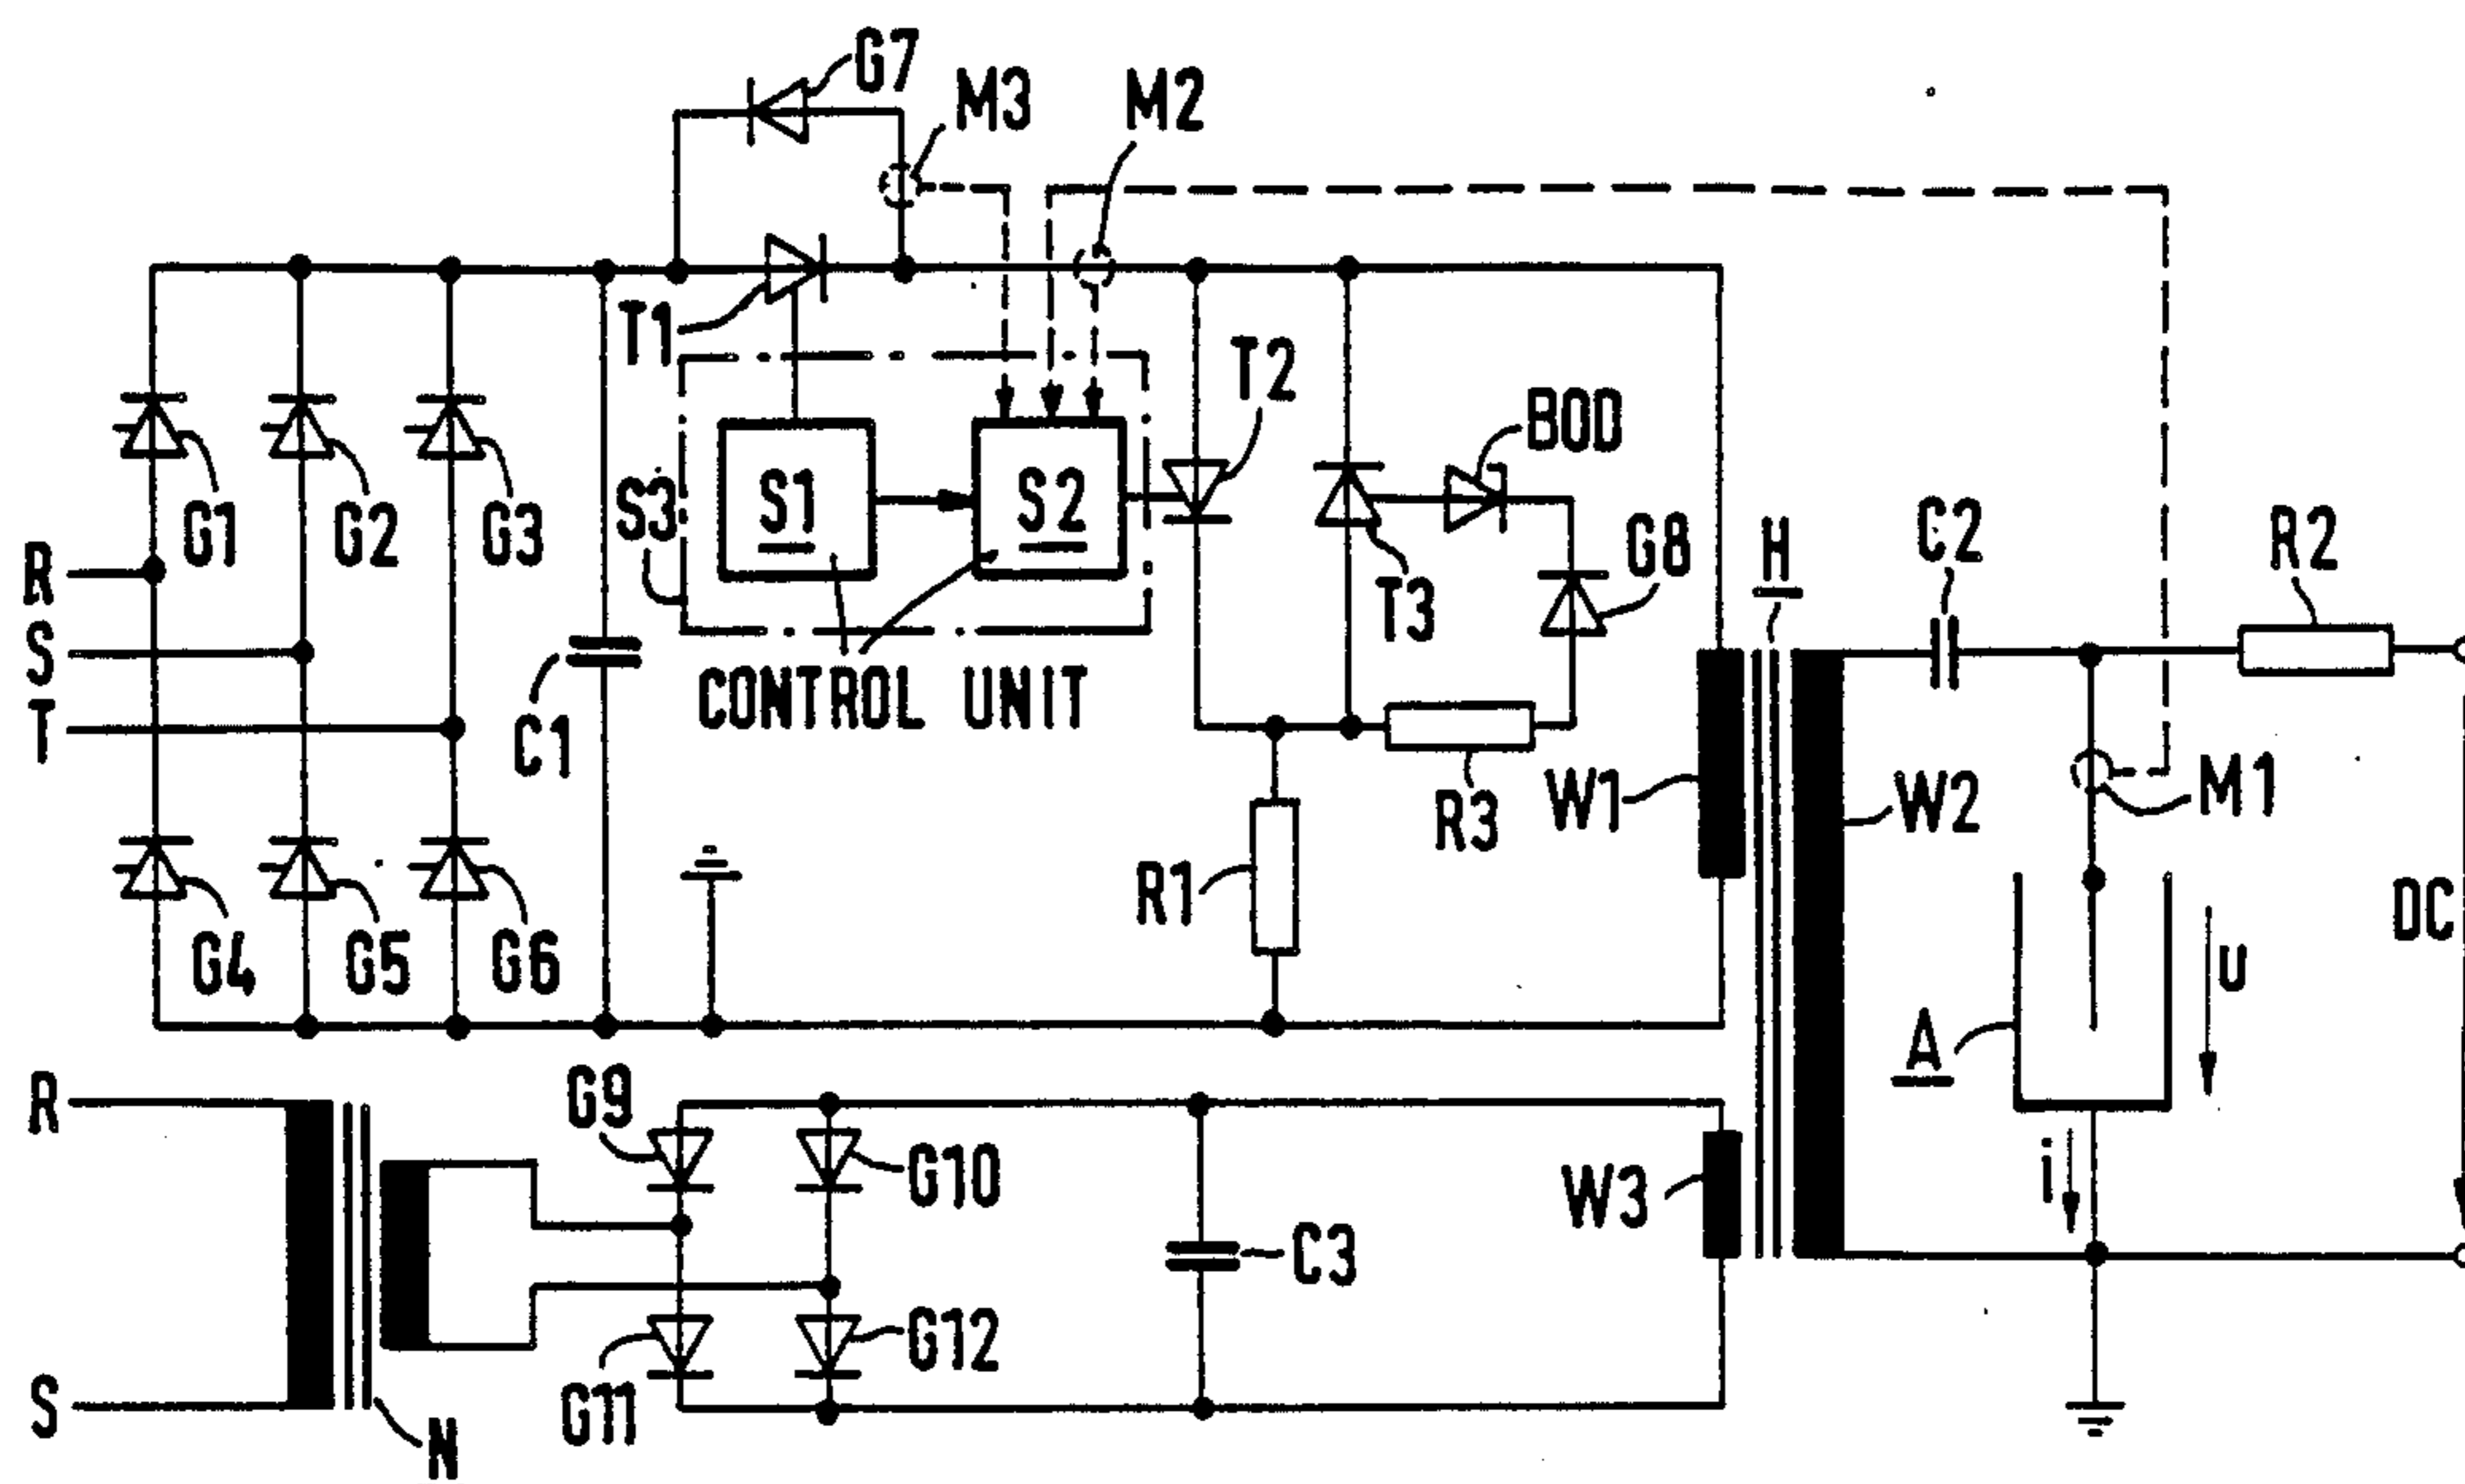 G7
M3
M2
T1
T2
BOD
S3
S1
S2
G1
G2
G3
G8
H
C2
R2
R
S
T
T3
CONTROL UNIT
C1
W1
R3
W2
M1
R1
DC
U
G4
G5
G6
A
R
G9
G10
i
W3
C3
S
G11
G12
N